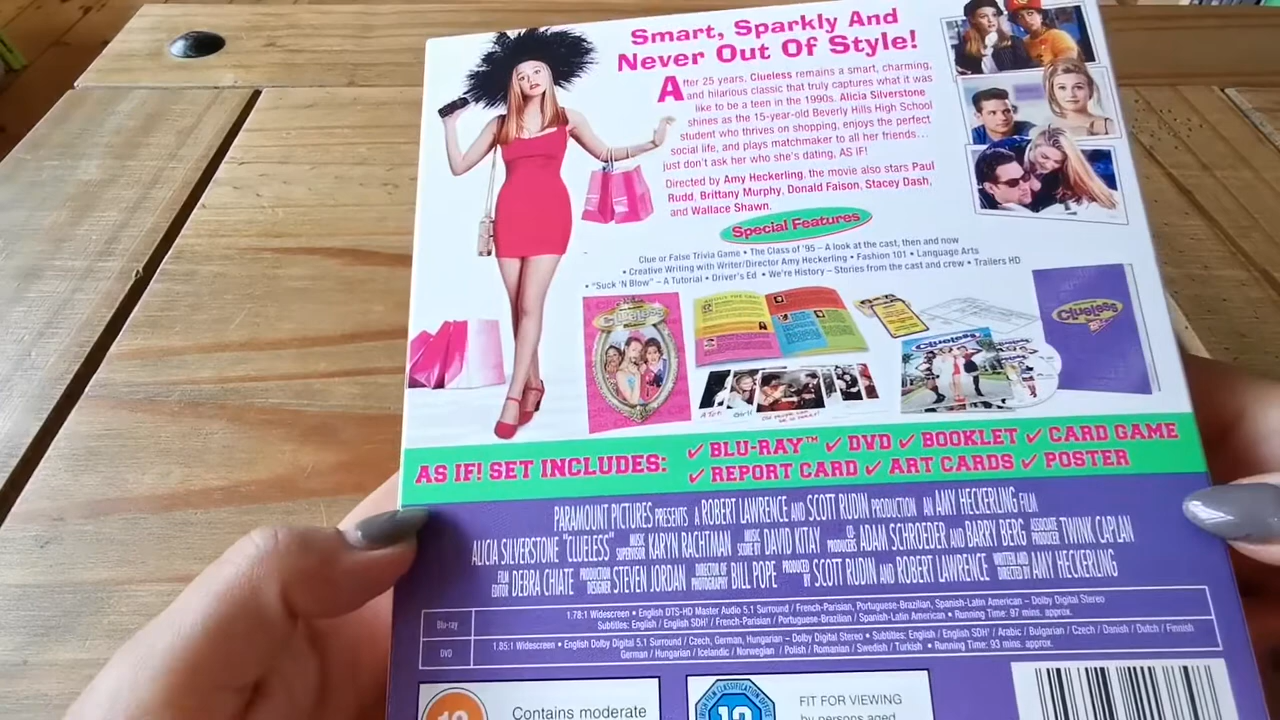 Smart, Sparkly And
Never Out Of Style!
After 25 years, Clueless remains a smart, charming,
and hilarious classic that truly captures what it was
like to be a teen in the 1990s. Alicia Silverstone
shines as the 15-year-old Beverly Hills High School
student who thrives on shopping, enjoys the perfect
social life, and plays matchmaker to all her friends...
just don't ask her who she's dating, AS IF!
Directed by Amy Heckerling, the movie also stars Paul
Rudd, Brittany Murphy, Donald Faison, Stacey Dash,
and Wallace Shawn.
Special Features
Clue or False Trivia Game • The Class of '95 – A look at the cast, then and now
• Creative Writing with Writer/Director Amy Heckerling • Fashion 101 • Language Arts
• "Suck 'N Blow" – A Tutorial • Driver's Ed • We're History – Stories from the cast and crew • Trailers HD
Clueless
Clueless
Clueless
AS IF! SET INCLUDES:
✓ BLU-RAY™ ✓ DVD ✓ BOOKLET ✓ CARD GAME
✓ REPORT CARD ✓ ART CARDS ✓ POSTER
PARAMOUNT PICTURES PRESENTS A ROBERT LAWRENCE AND SCOTT RUDIN PRODUCTION AN AMY HECKERLING FILM
ALICIA SILVERSTONE "CLUELESS" MUSIC SUPERVISOR KARYN RACHTMAN MUSIC SCORE BY DAVID KITAY CO-PRODUCERS ADAM SCHROEDER AND BARRY BERG ASSOCIATE PRODUCER TWINK CAPLAN
FILM EDITOR DEBRA CHIATE PRODUCTION DESIGNER STEVEN JORDAN DIRECTOR OF PHOTOGRAPHY BILL POPE PRODUCED BY SCOTT RUDIN AND ROBERT LAWRENCE WRITTEN AND DIRECTED BY AMY HECKERLING
Blu-ray
1.78:1 Widescreen • English DTS-HD Master Audio 5.1 Surround / French-Parisian, Portuguese-Brazilian, Spanish-Latin American – Dolby Digital Stereo
Subtitles: English / English SDH† / French-Parisian / Portuguese-Brazilian / Spanish-Latin American • Running Time: 97 mins. approx.
DVD
1.85:1 Widescreen • English Dolby Digital 5.1 Surround / Czech, German, Hungarian – Dolby Digital Stereo • Subtitles: English / English SDH† / Arabic / Bulgarian / Czech / Danish / Dutch / Finnish
German / Hungarian / Icelandic / Norwegian / Polish / Romanian / Swedish / Turkish • Running Time: 93 mins. approx.
Contains moderate
FIT FOR VIEWING
by persons aged